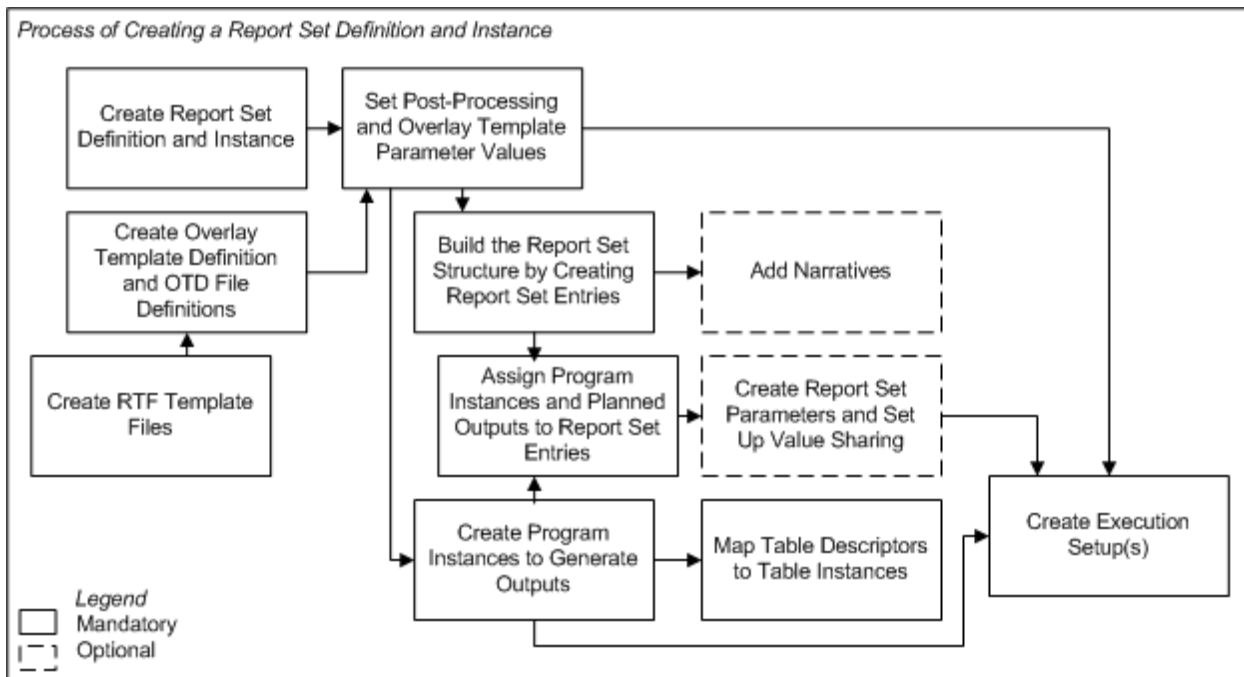 Process of Creating a Report Set Definition and Instance
Create Report Set
Definition and Instance
Set Post-Processing
and Overlay Template
Parameter Values
Create Overlay
Template Definition
and OTD File
Definitions
Build the Report Set
Structure by Creating
Report Set Entries
Add Narratives
Create RTF Template
Files
Assign Program
Instances and Planned
Outputs to Report Set
Entries
Create Report Set
Parameters and Set
Up Value Sharing
Create Program
Instances to Generate
Outputs
Map Table Descriptors
to Table Instances
Create Execution
Setup(s)
Legend
Mandatory
Optional